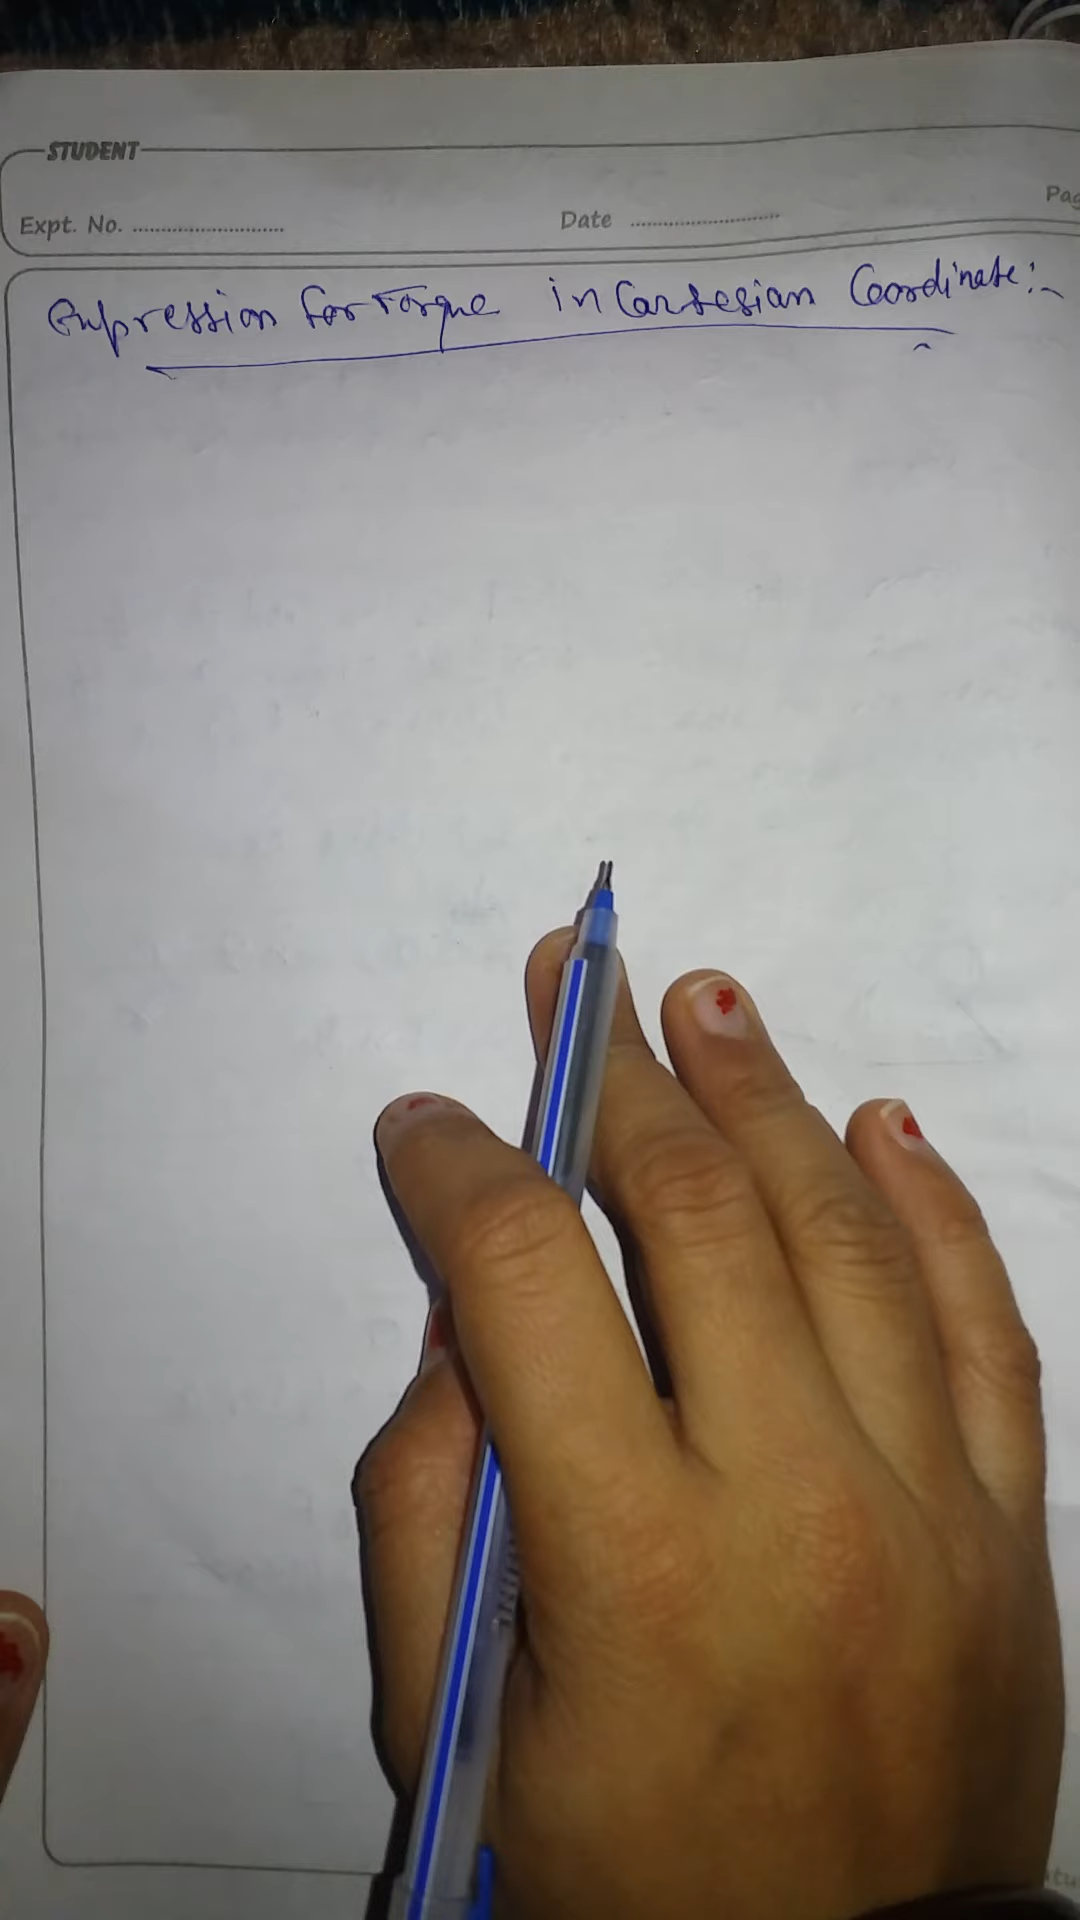 STUDENT
Pag
Expt. No. ............................ Date ............................
Expression for Torque in Cartesian Coordinate:-